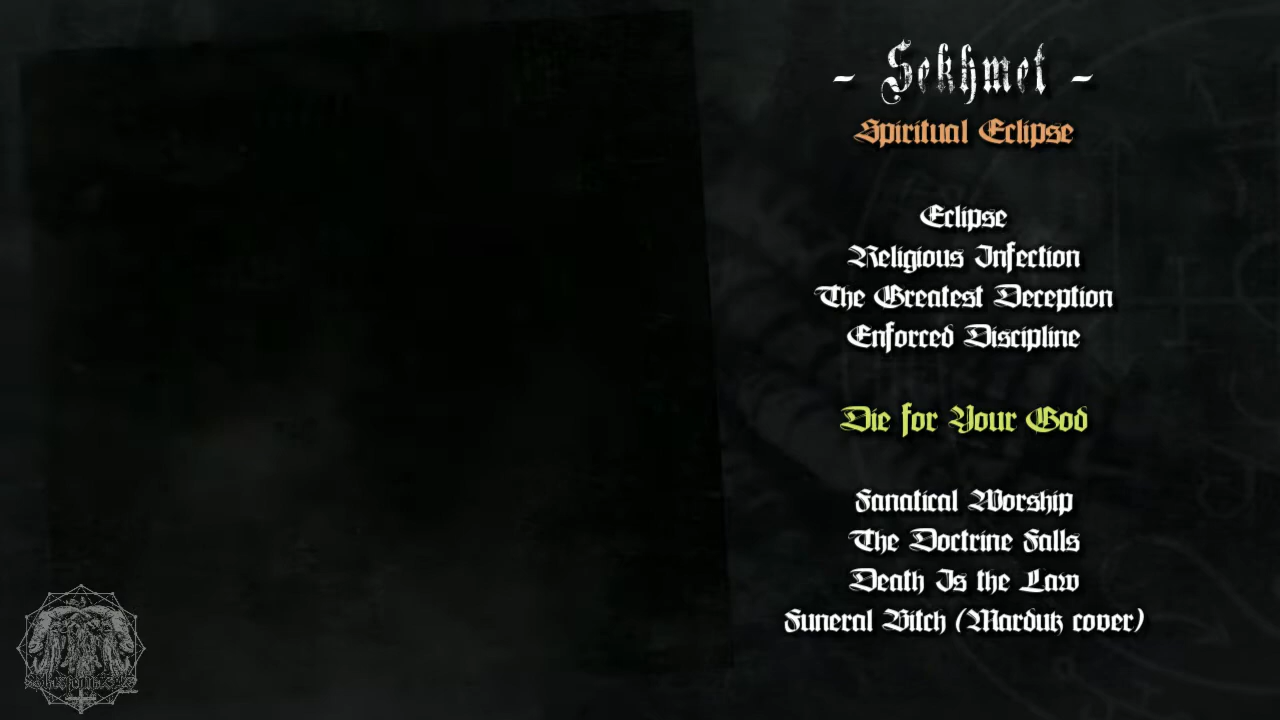 - Sekhmet -
Spiritual Eclipse
Eclipse
Religious Infection
The Greatest Deception
Enforced Discipline
Die for Your God
Fanatical Worship
The Doctrine Falls
Death Is the Law
Funeral Bitch (Marduk cover)